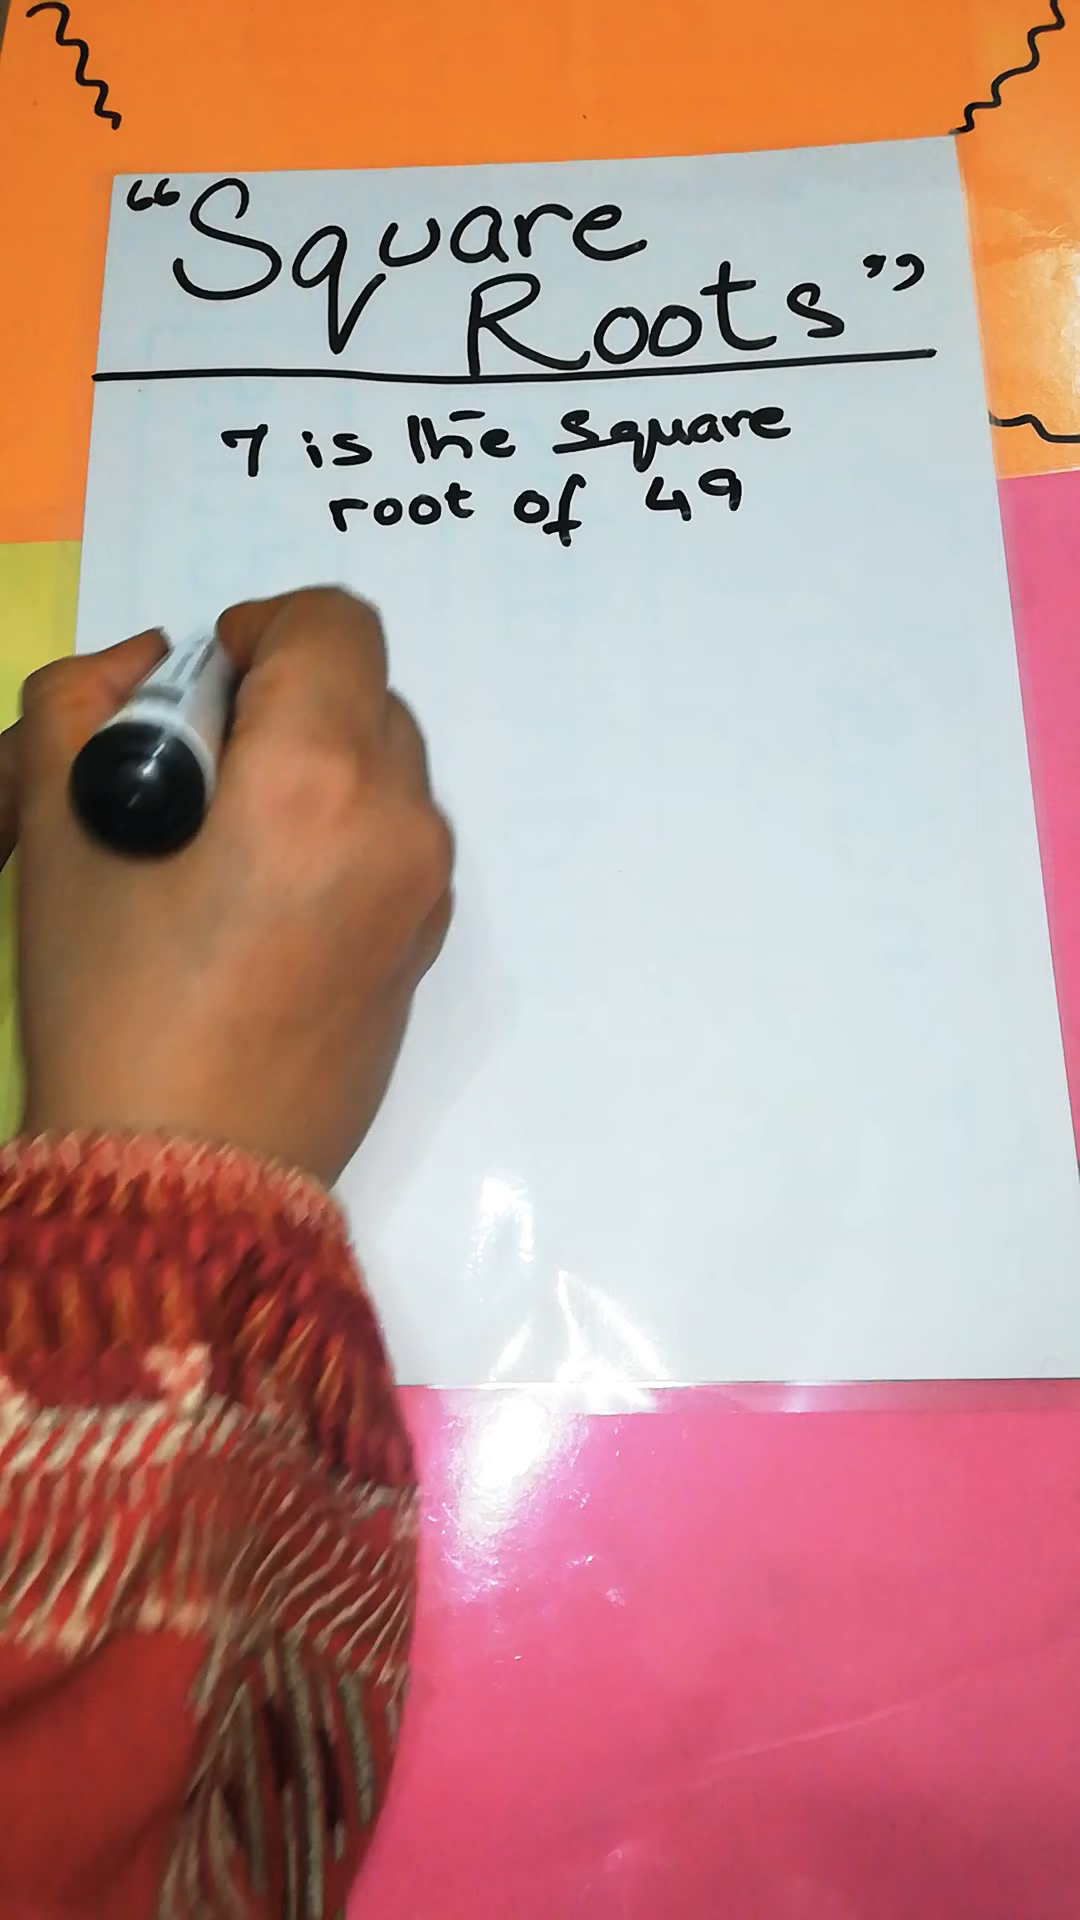 “Square
Roots”
7 is the square
root of 49